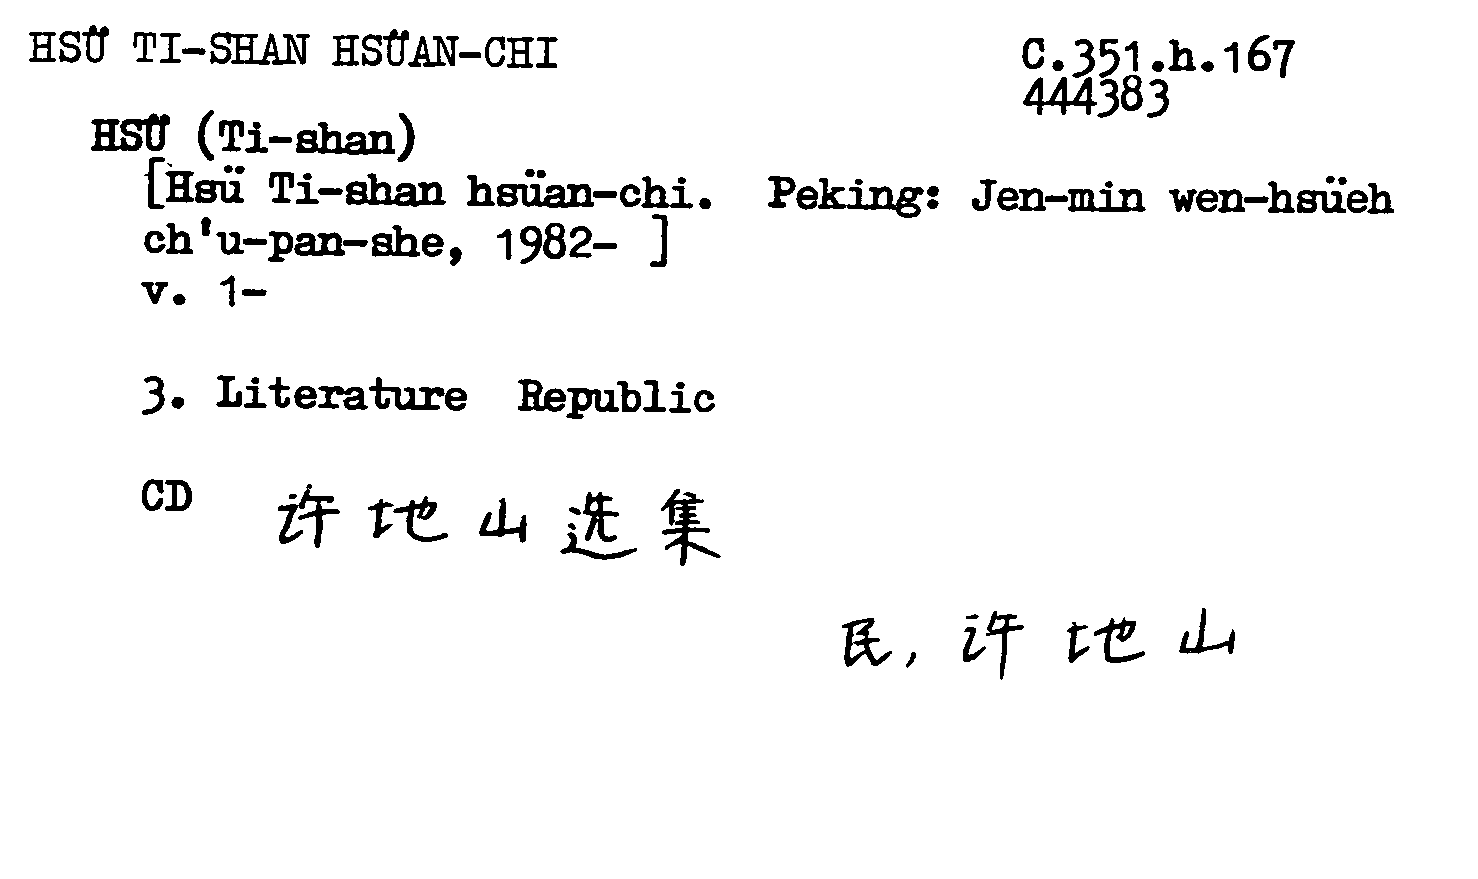 HSÜ TI-SHAN HSÜAN-CHI
C.351.h.167
444383
HSÜ (Ti-shan)
[Hsü Ti-shan hsüan-chi. Peking: Jen-min wen-hsüeh
ch'u-pan-she, 1982- ]
v. 1-
3. Literature Republic
CD 许地山选集
民, 许地山